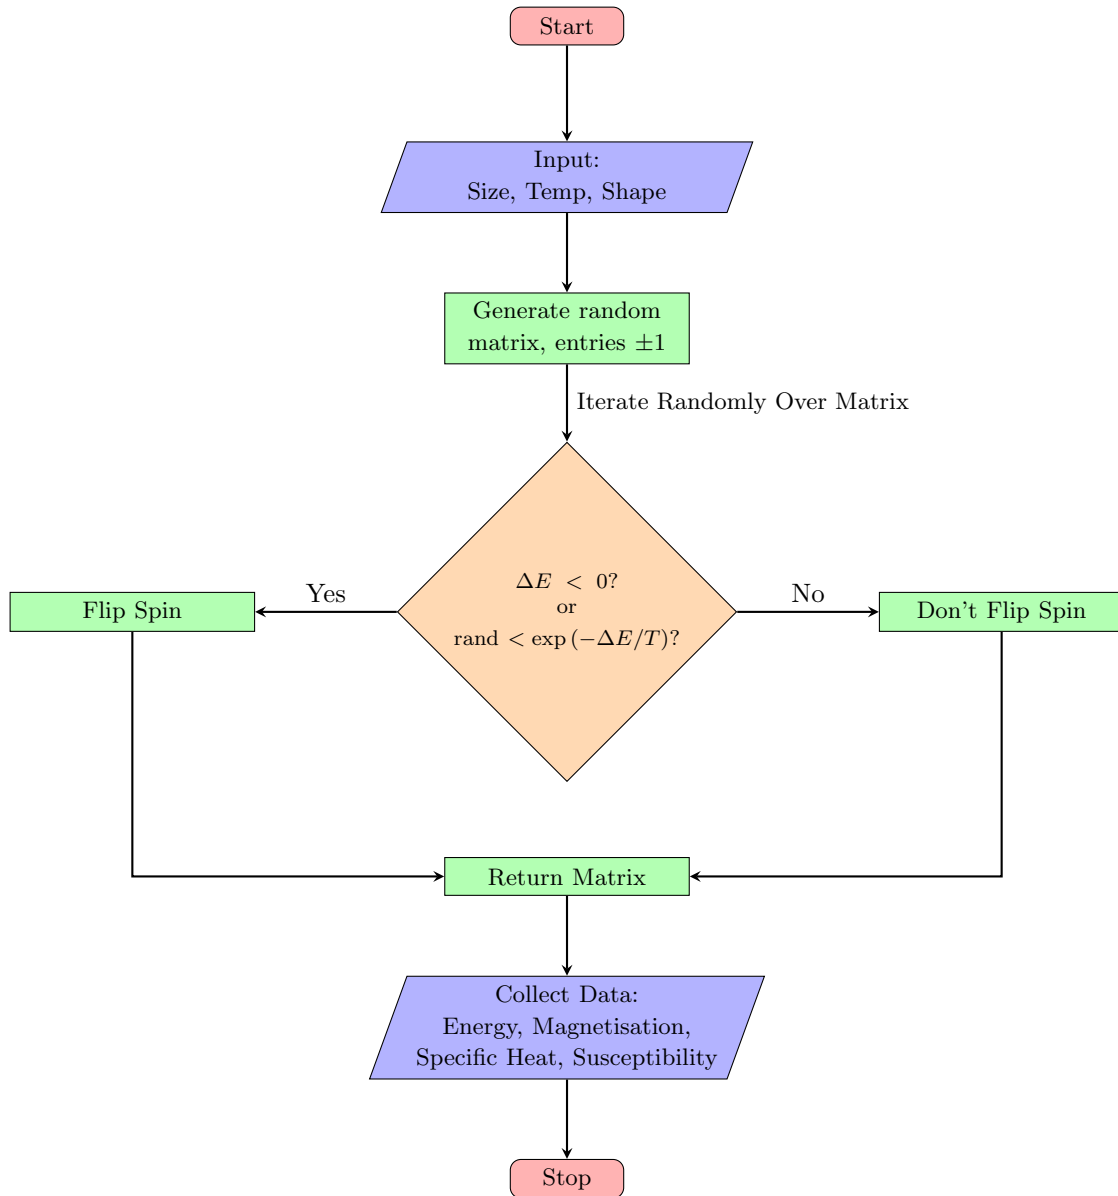 Start
Input:
Size, Temp, Shape
Generate random
matrix, entries ±1
Iterate Randomly Over Matrix
ΔE < 0?
or
rand < exp (−ΔE/T)?
Yes
No
Flip Spin
Don't Flip Spin
Return Matrix
Collect Data:
Energy, Magnetisation,
Specific Heat, Susceptibility
Stop